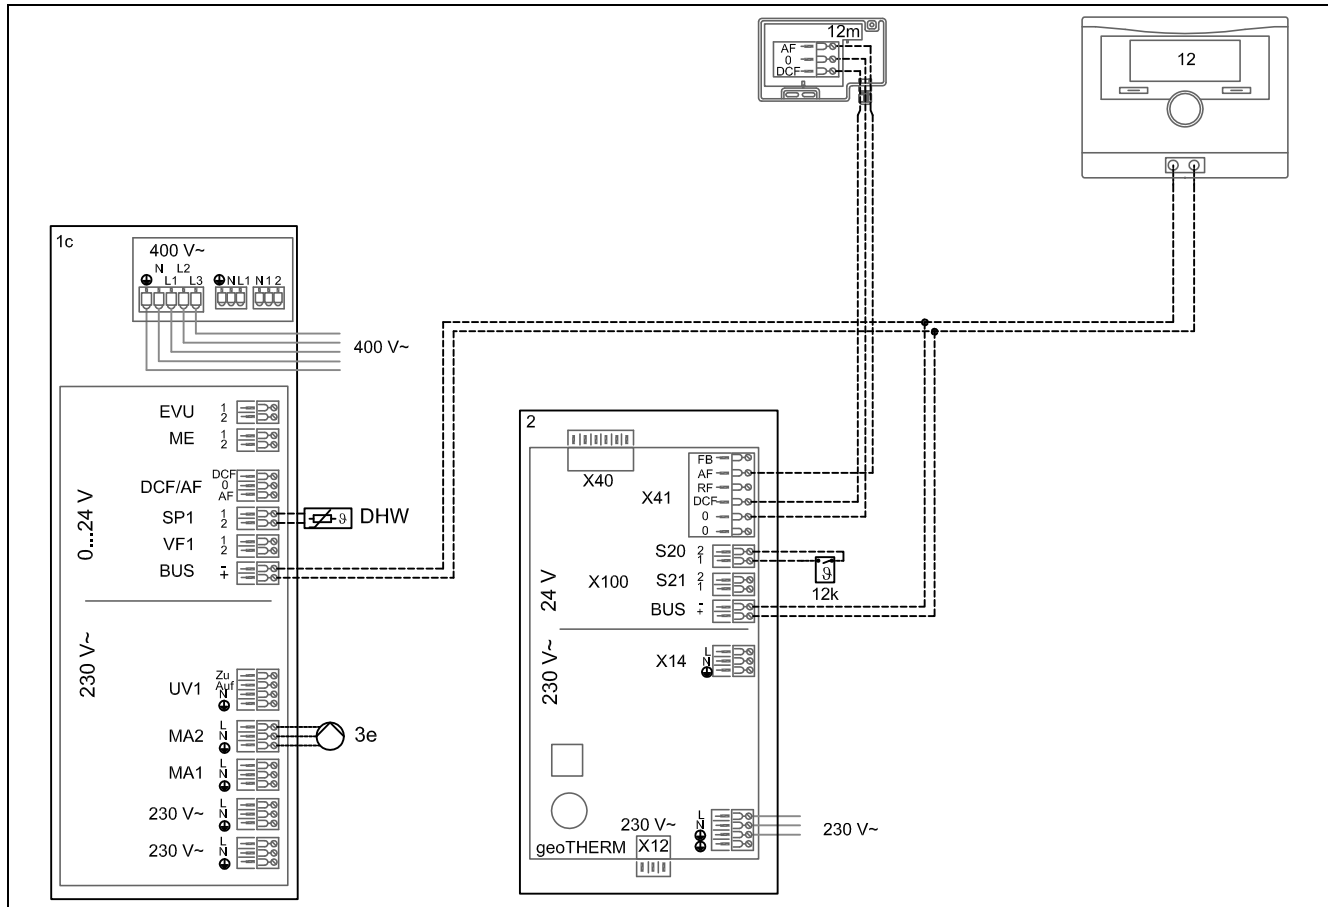 12m
AF
0
DCF
12
1c
400 V~
N L2
L1 L3
N L1 N 1 2
400 V~
EVU 1
2
ME 1
2
DCF/AF DCF
0
AF
SP1 1
2
DHW
VF1 1
2
BUS -
+
0....24 V
230 V~
UV1 Zu
Auf
N
MA2 L
N
3e
MA1 L
N
230 V~ L
N
230 V~ L
N
2
X40
X41
FB
AF
RF
DCF
0
0
X100
S20 2
1
S21 2
1
BUS -
+
12k
24 V
230 V~
X14 L
N
230 V~ L
N
230 V~
geoTHERM X12